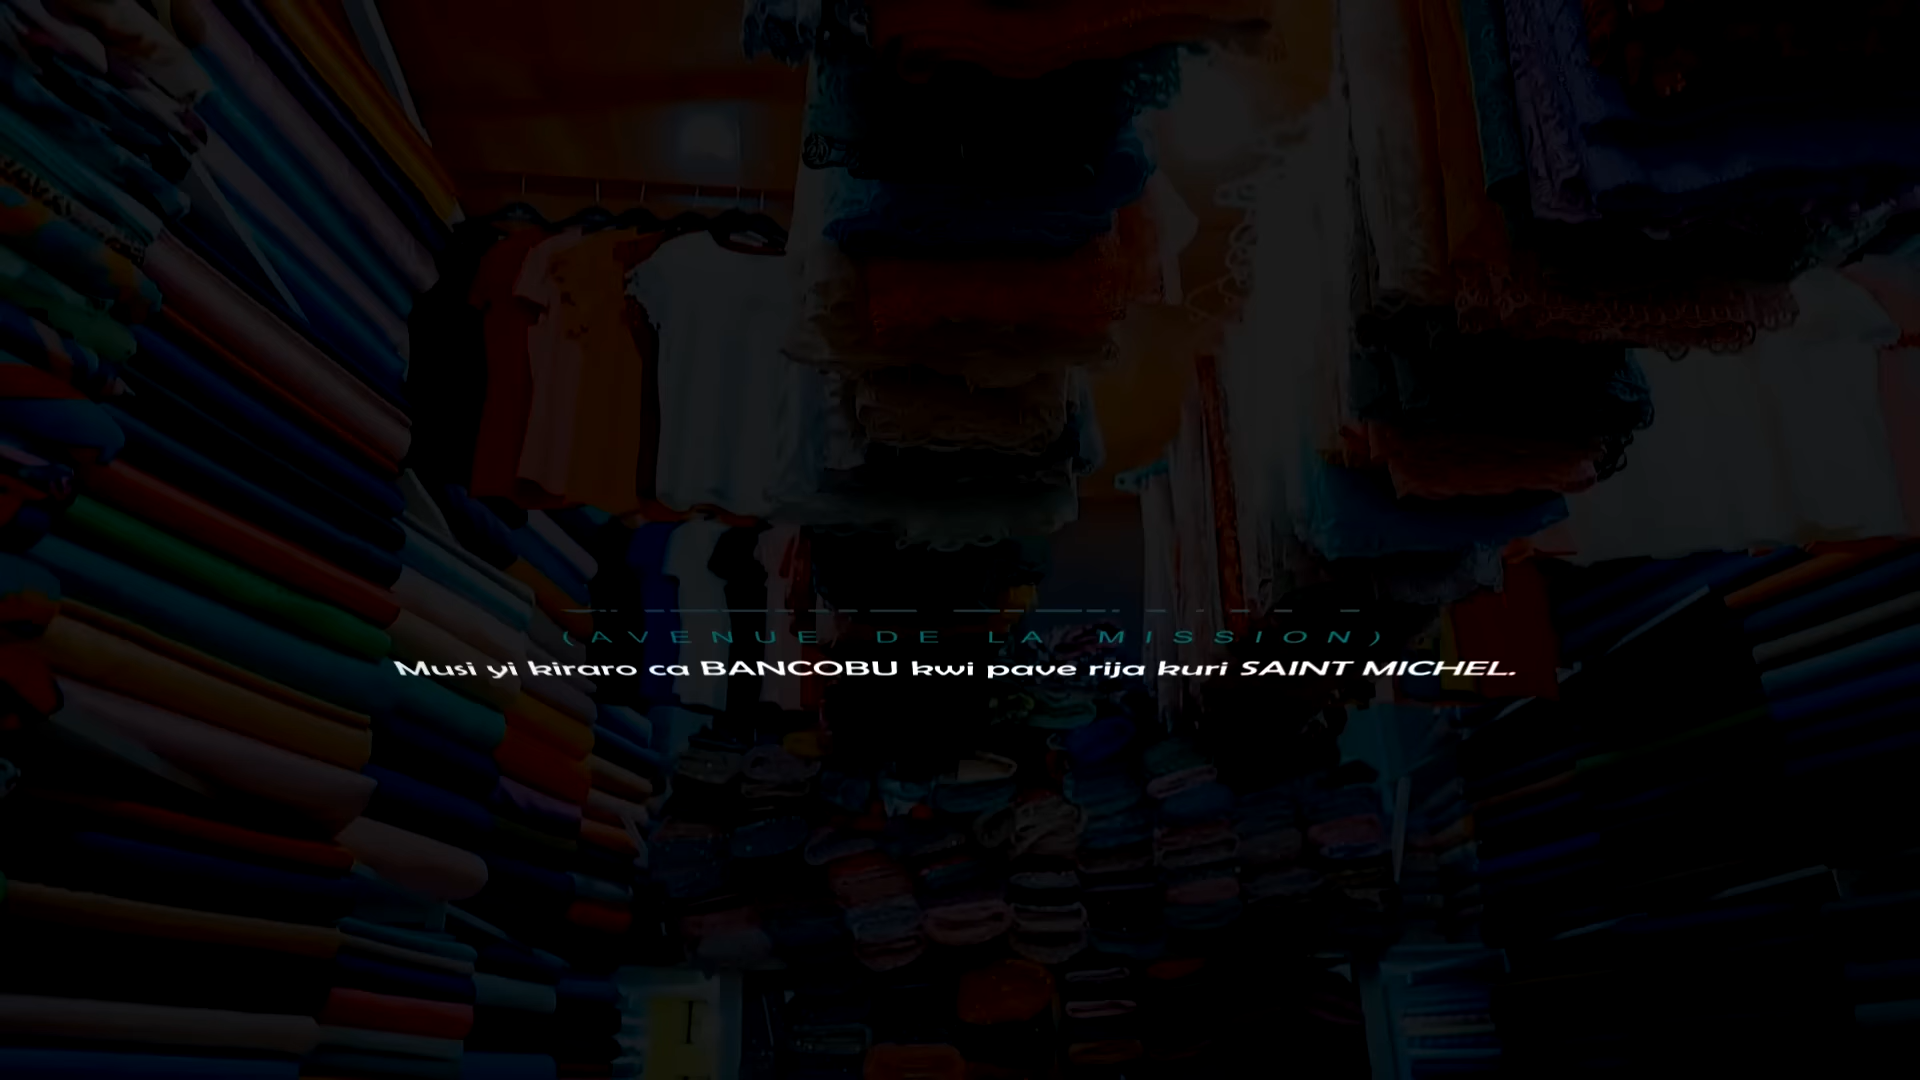 (AVENUE DE LA MISSION)
Musi yi kiraro ca BANCOBU kwi pave rija kuri SAINT MICHEL.